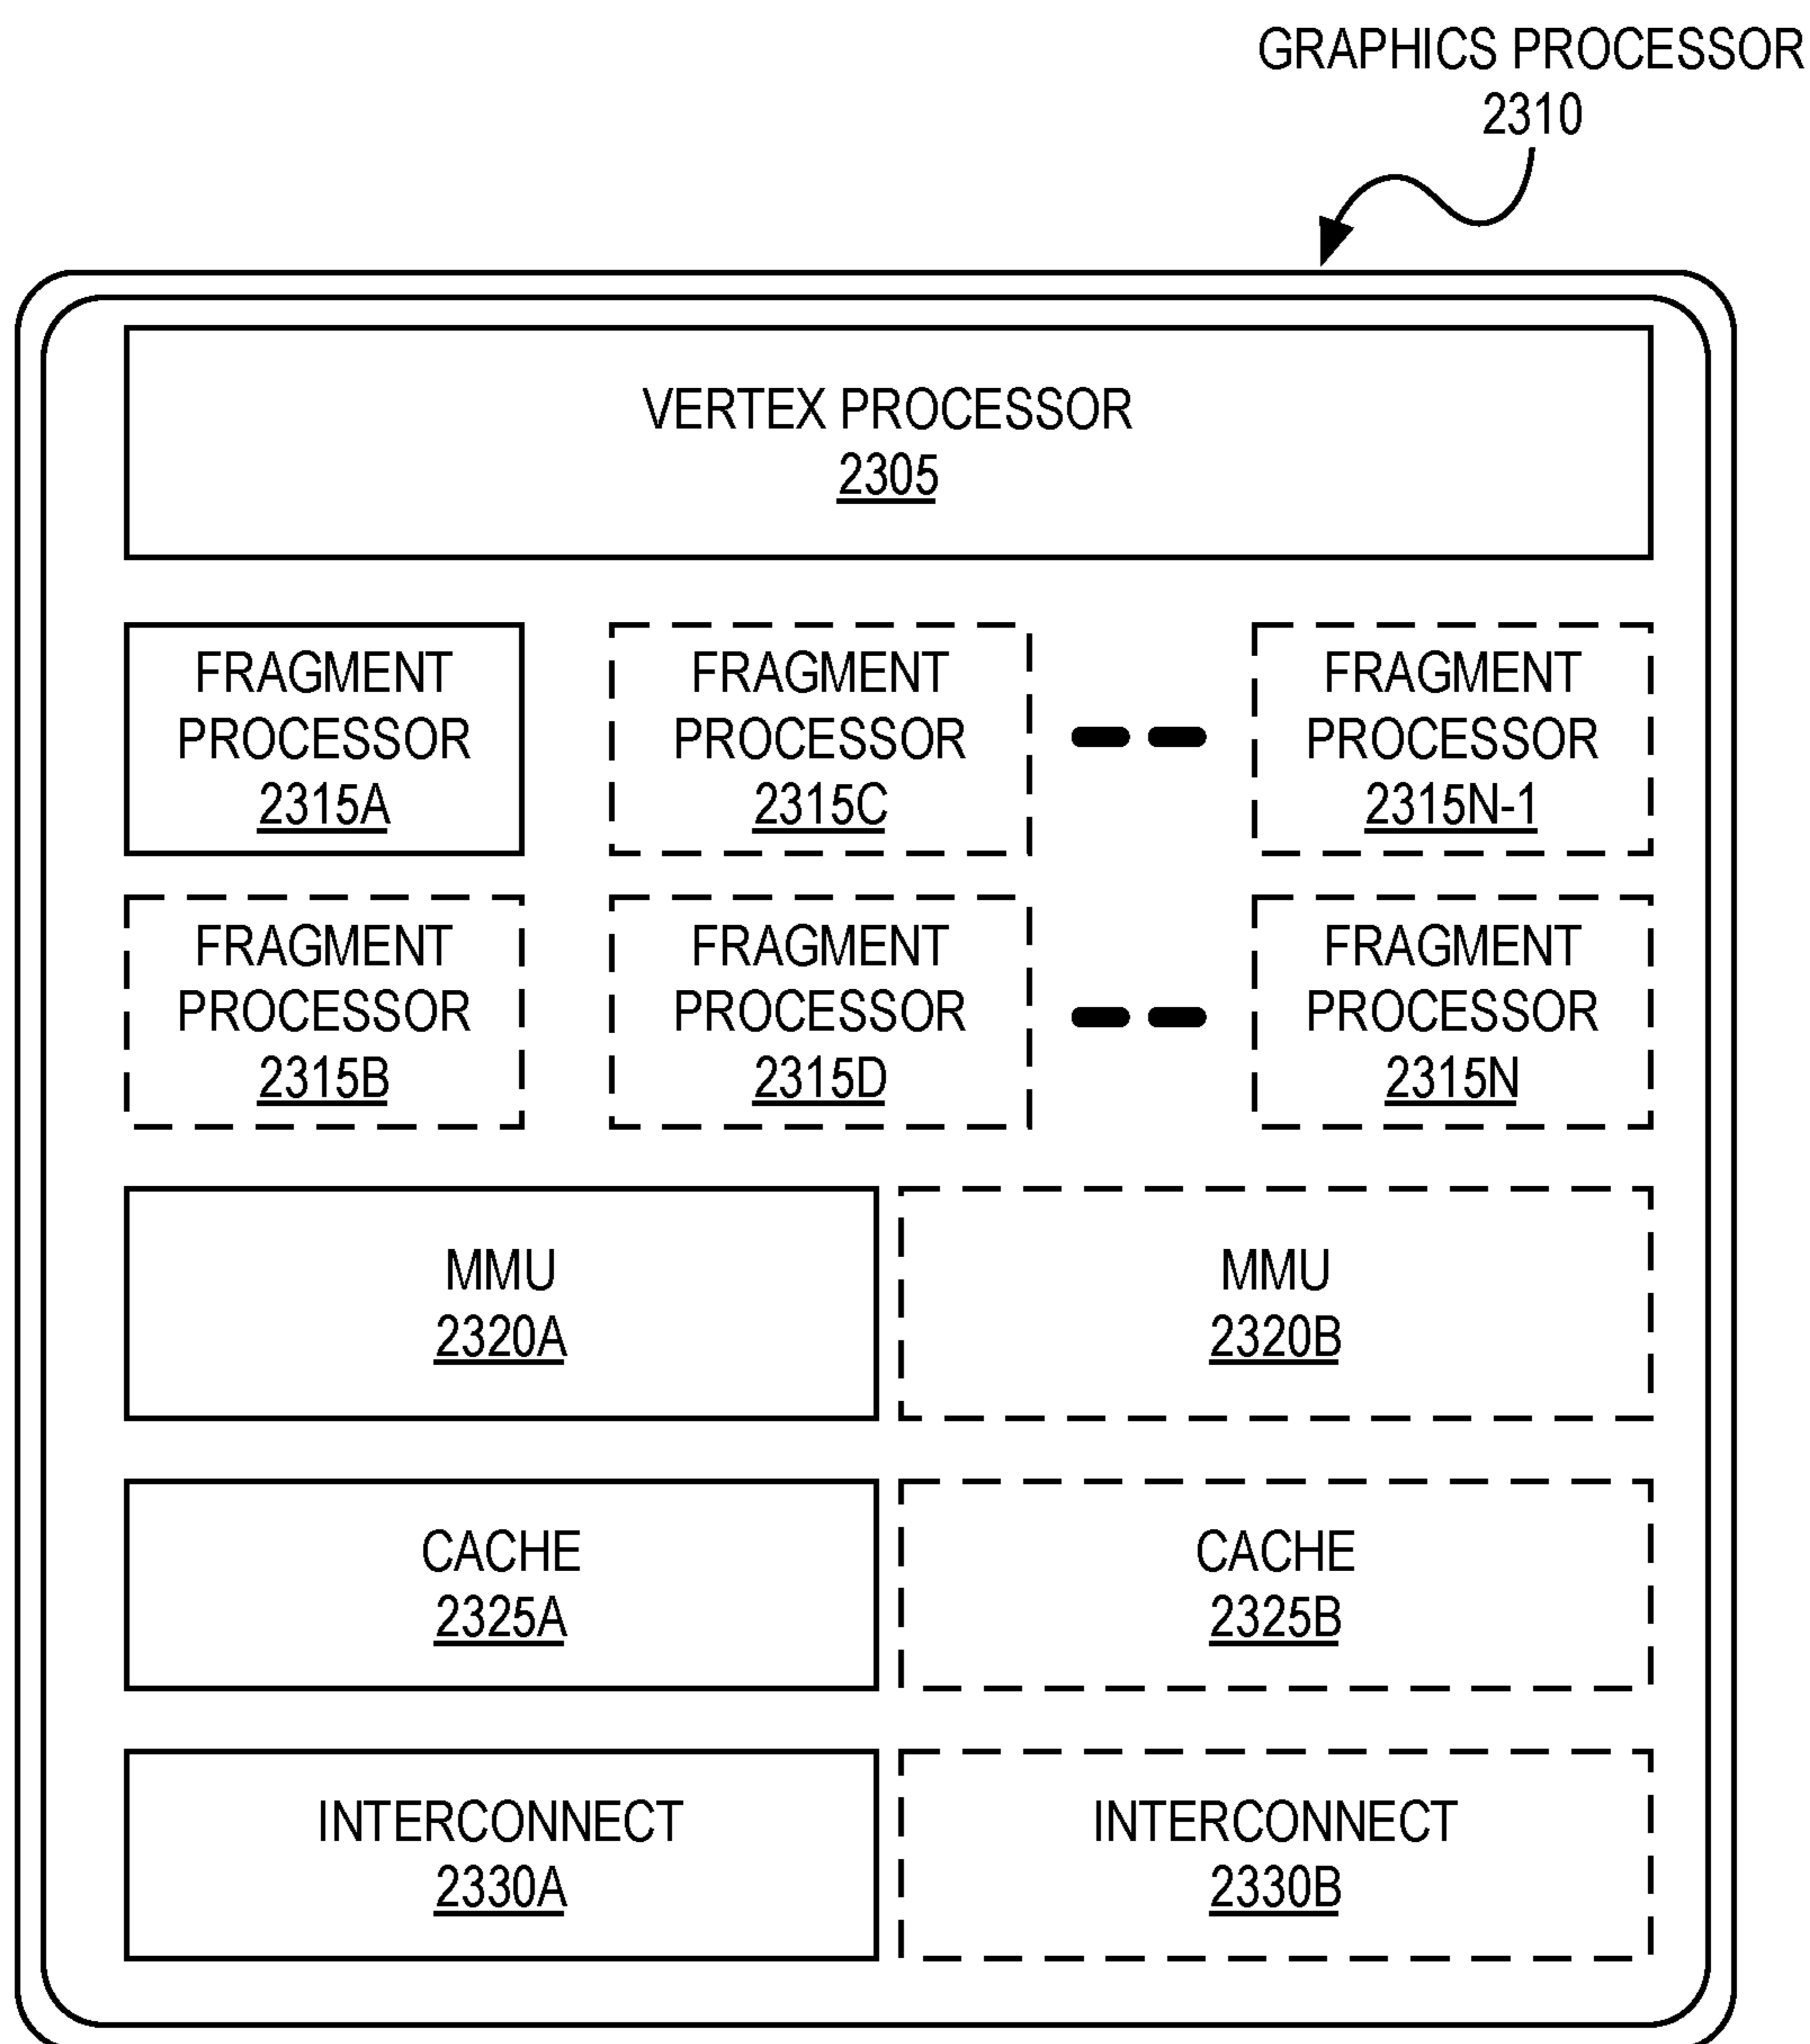 GRAPHICS PROCESSOR
2310
VERTEX PROCESSOR
2305
FRAGMENT
PROCESSOR
2315A
FRAGMENT
PROCESSOR
2315C
FRAGMENT
PROCESSOR
2315N-1
FRAGMENT
PROCESSOR
2315B
FRAGMENT
PROCESSOR
2315D
FRAGMENT
PROCESSOR
2315N
MMU
2320A
MMU
2320B
CACHE
2325A
CACHE
2325B
INTERCONNECT
2330A
INTERCONNECT
2330B